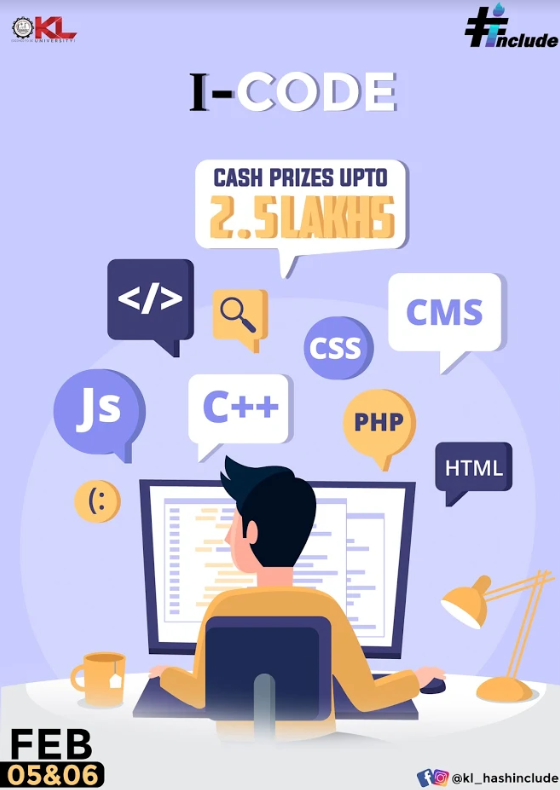 KL
UNIVERSITY
#include
I-CODE
CASH PRIZES UPTO
2.5LAKHS
</>
CSS
CMS
Js
C++
PHP
HTML
(:
FEB
05&06
@kl_hashinclude